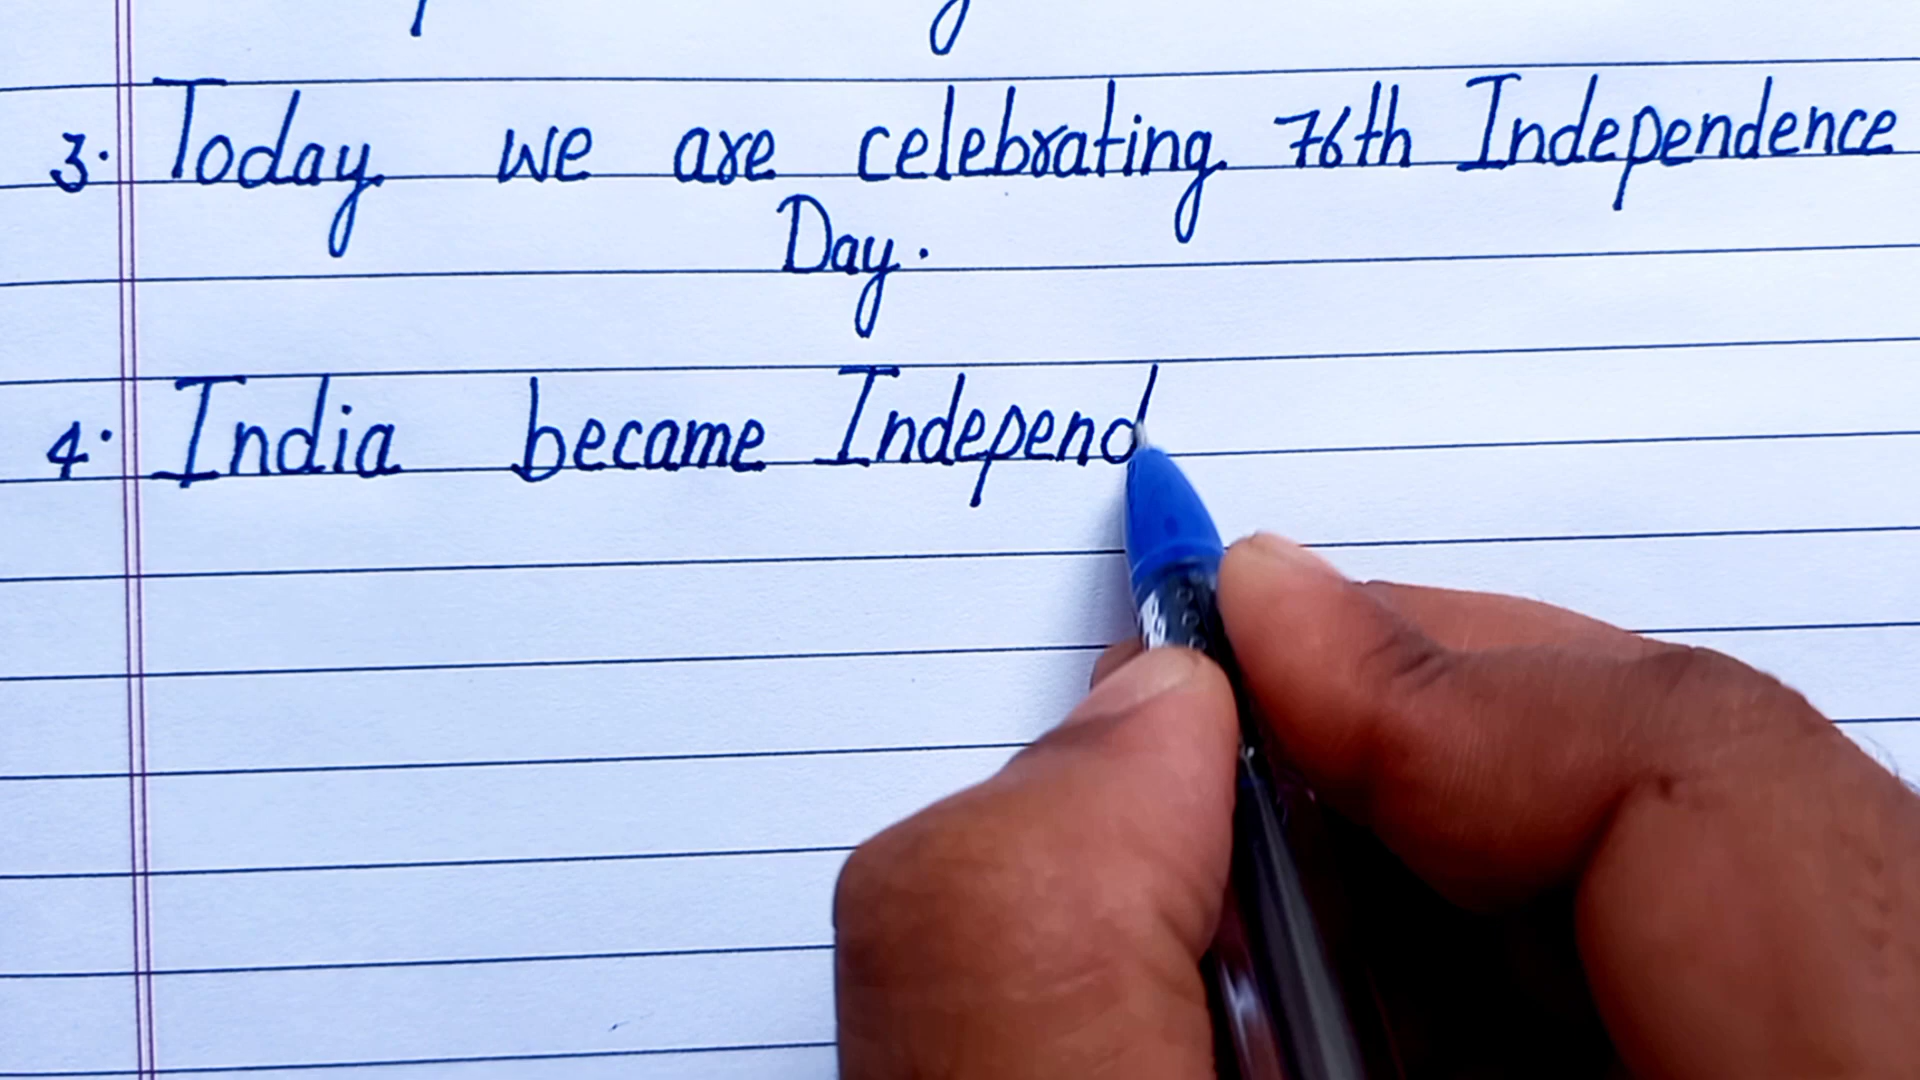 3. Today we are celebrating 76th Independence
Day.
4. India became Independ